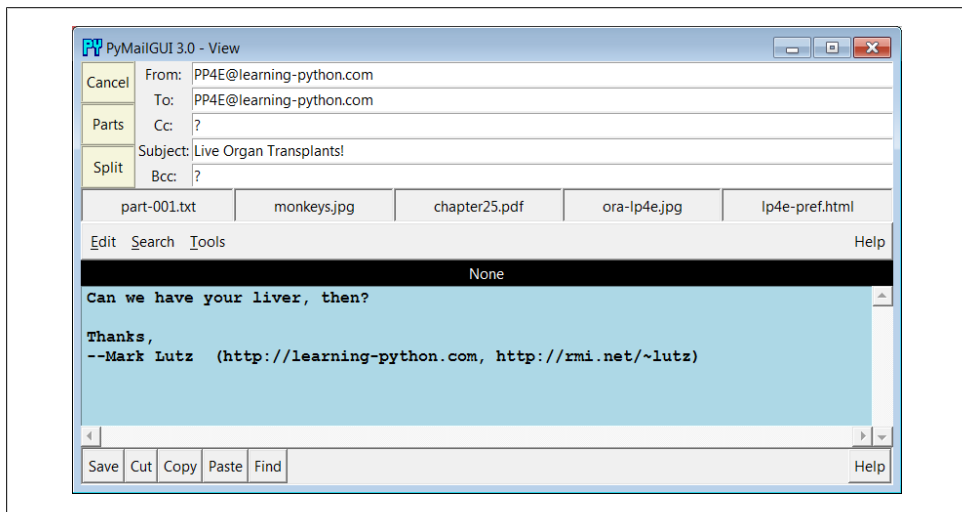 PY PyMailGUI 3.0 - View
Cancel From: PP4E@learning-python.com
To: PP4E@learning-python.com
Parts Cc: ?
Subject: Live Organ Transplants!
Split Bcc: ?
part-001.txt monkeys.jpg chapter25.pdf ora-lp4e.jpg lp4e-pref.html
Edit Search Tools Help
None
Can we have your liver, then?
Thanks,
--Mark Lutz (http://learning-python.com, http://rmi.net/~lutz)
Save Cut Copy Paste Find Help